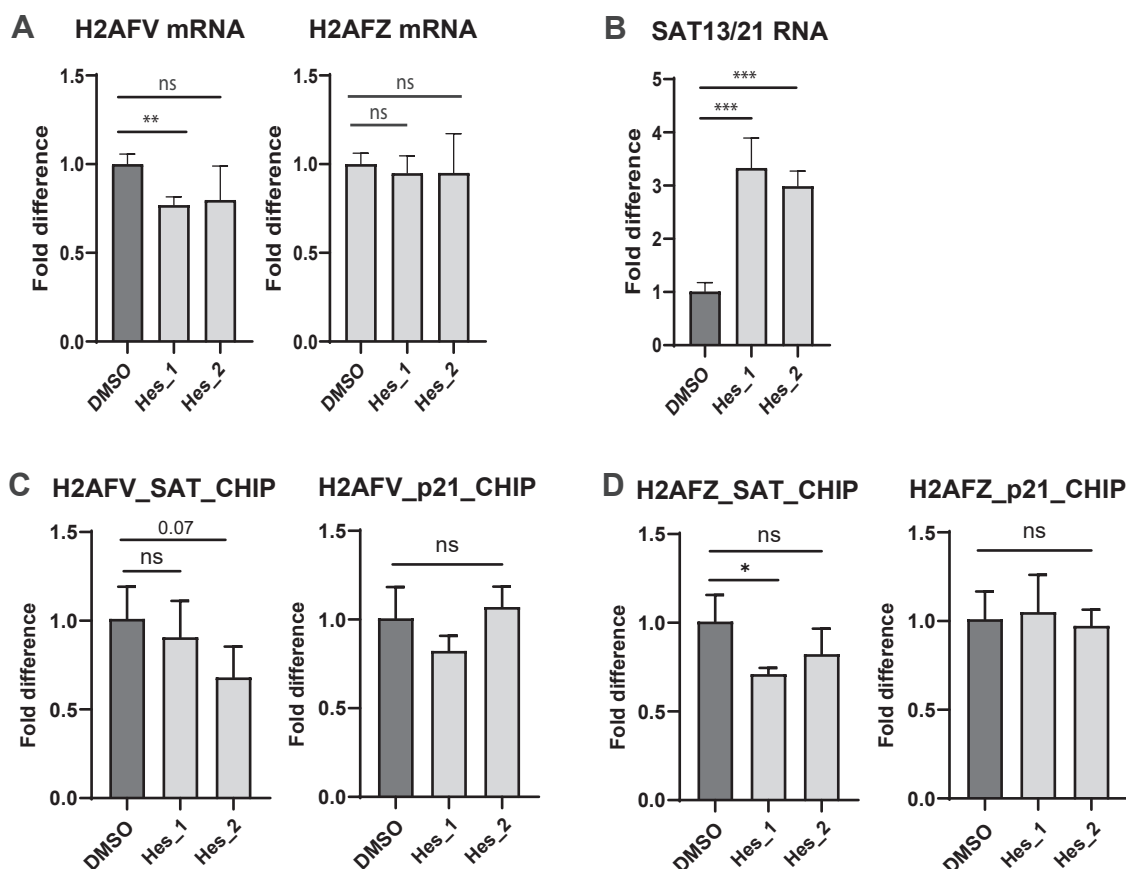 A
H2AFV mRNA
Fold difference
1.5
1.0
0.5
0.0
ns
**
DMSO
Hes_1
Hes_2
H2AFZ mRNA
Fold difference
1.5
1.0
0.5
0.0
ns
ns
DMSO
Hes_1
Hes_2
B
SAT13/21 RNA
Fold difference
5
4
3
2
1
0
***
***
DMSO
Hes_1
Hes_2
C
H2AFV_SAT_CHIP
Fold difference
1.5
1.0
0.5
0.0
0.07
ns
DMSO
Hes_1
Hes_2
H2AFV_p21_CHIP
Fold difference
1.5
1.0
0.5
0.0
ns
DMSO
Hes_1
Hes_2
D
H2AFZ_SAT_CHIP
Fold difference
1.5
1.0
0.5
0.0
ns
*
DMSO
Hes_1
Hes_2
H2AFZ_p21_CHIP
Fold difference
1.5
1.0
0.5
0.0
ns
DMSO
Hes_1
Hes_2